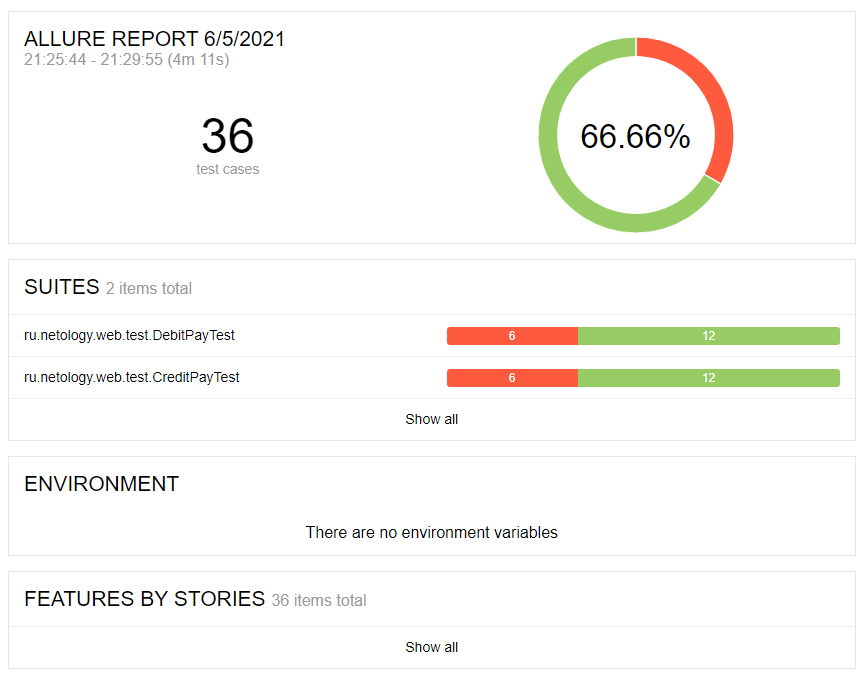 ALLURE REPORT 6/5/2021
21:25:44 - 21:29:55 (4m 11s)
36
test cases
66.66%
SUITES 2 items total
ru.netology.web.test.DebitPayTest 6 12
ru.netology.web.test.CreditPayTest 6 12
Show all
ENVIRONMENT
There are no environment variables
FEATURES BY STORIES 36 items total
Show all